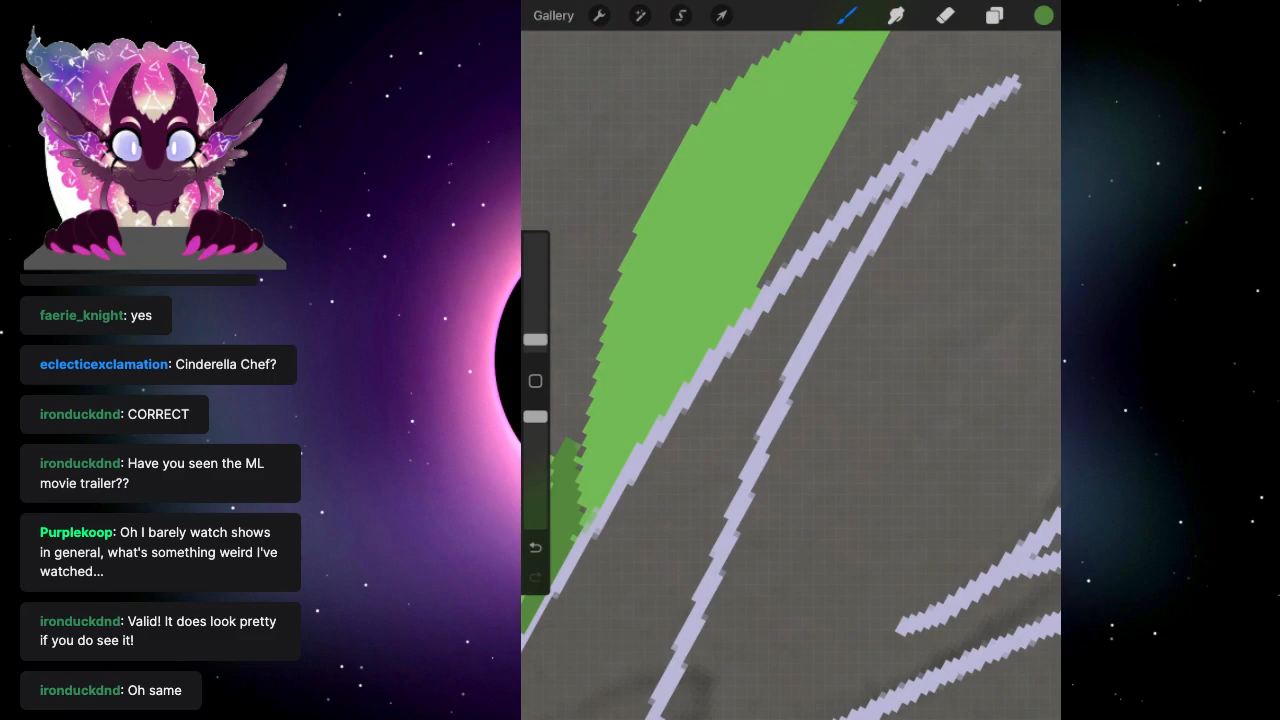 Gallery
faerie_knight: yes
eclecticexclamation: Cinderella Chef?
ironduckdnd: CORRECT
ironduckdnd: Have you seen the ML
movie trailer??
Purplekoop: Oh I barely watch shows
in general, what's something weird I've
watched...
ironduckdnd: Valid! It does look pretty
if you do see it!
ironduckdnd: Oh same